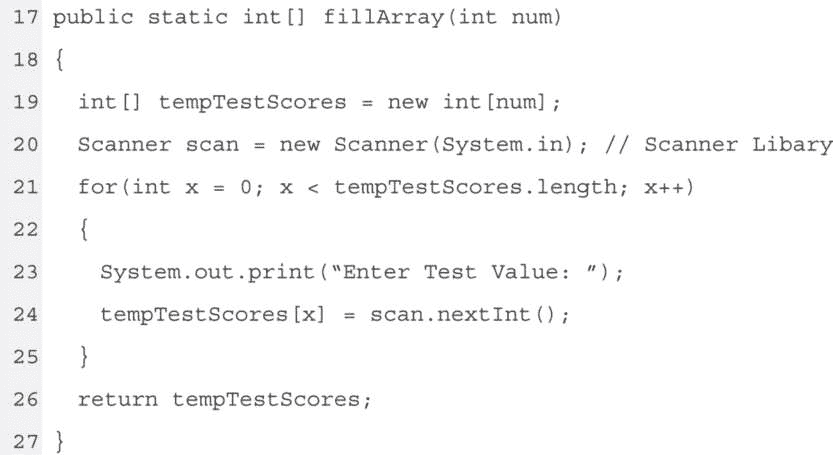 17 public static int[] fillArray(int num)
18 {
19 int[] tempTestScores = new int[num];
20 Scanner scan = new Scanner(System.in); // Scanner Libary
21 for(int x = 0; x < tempTestScores.length; x++)
22 {
23 System.out.print(“Enter Test Value: ”);
24 tempTestScores[x] = scan.nextInt();
25 }
26 return tempTestScores;
27 }